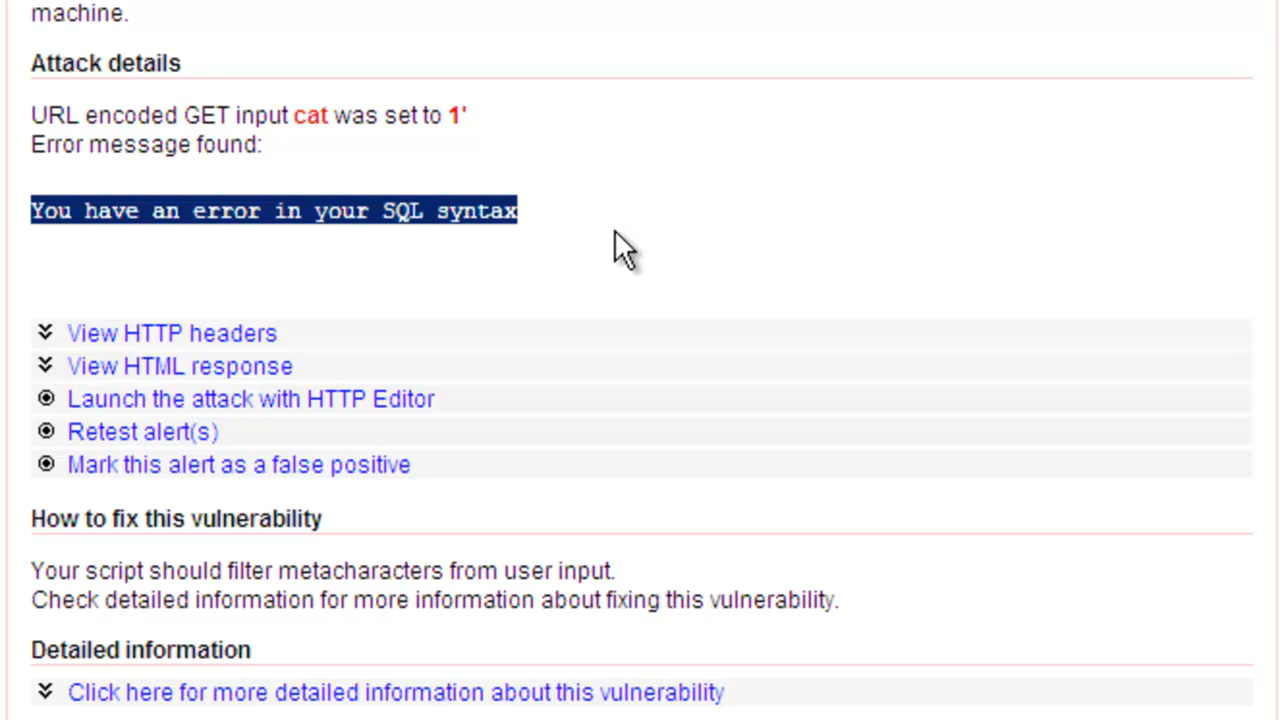 machine.
Attack details
URL encoded GET input cat was set to 1'
Error message found:
You have an error in your SQL syntax
View HTTP headers
View HTML response
Launch the attack with HTTP Editor
Retest alert(s)
Mark this alert as a false positive
How to fix this vulnerability
Your script should filter metacharacters from user input.
Check detailed information for more information about fixing this vulnerability.
Detailed information
Click here for more detailed information about this vulnerability